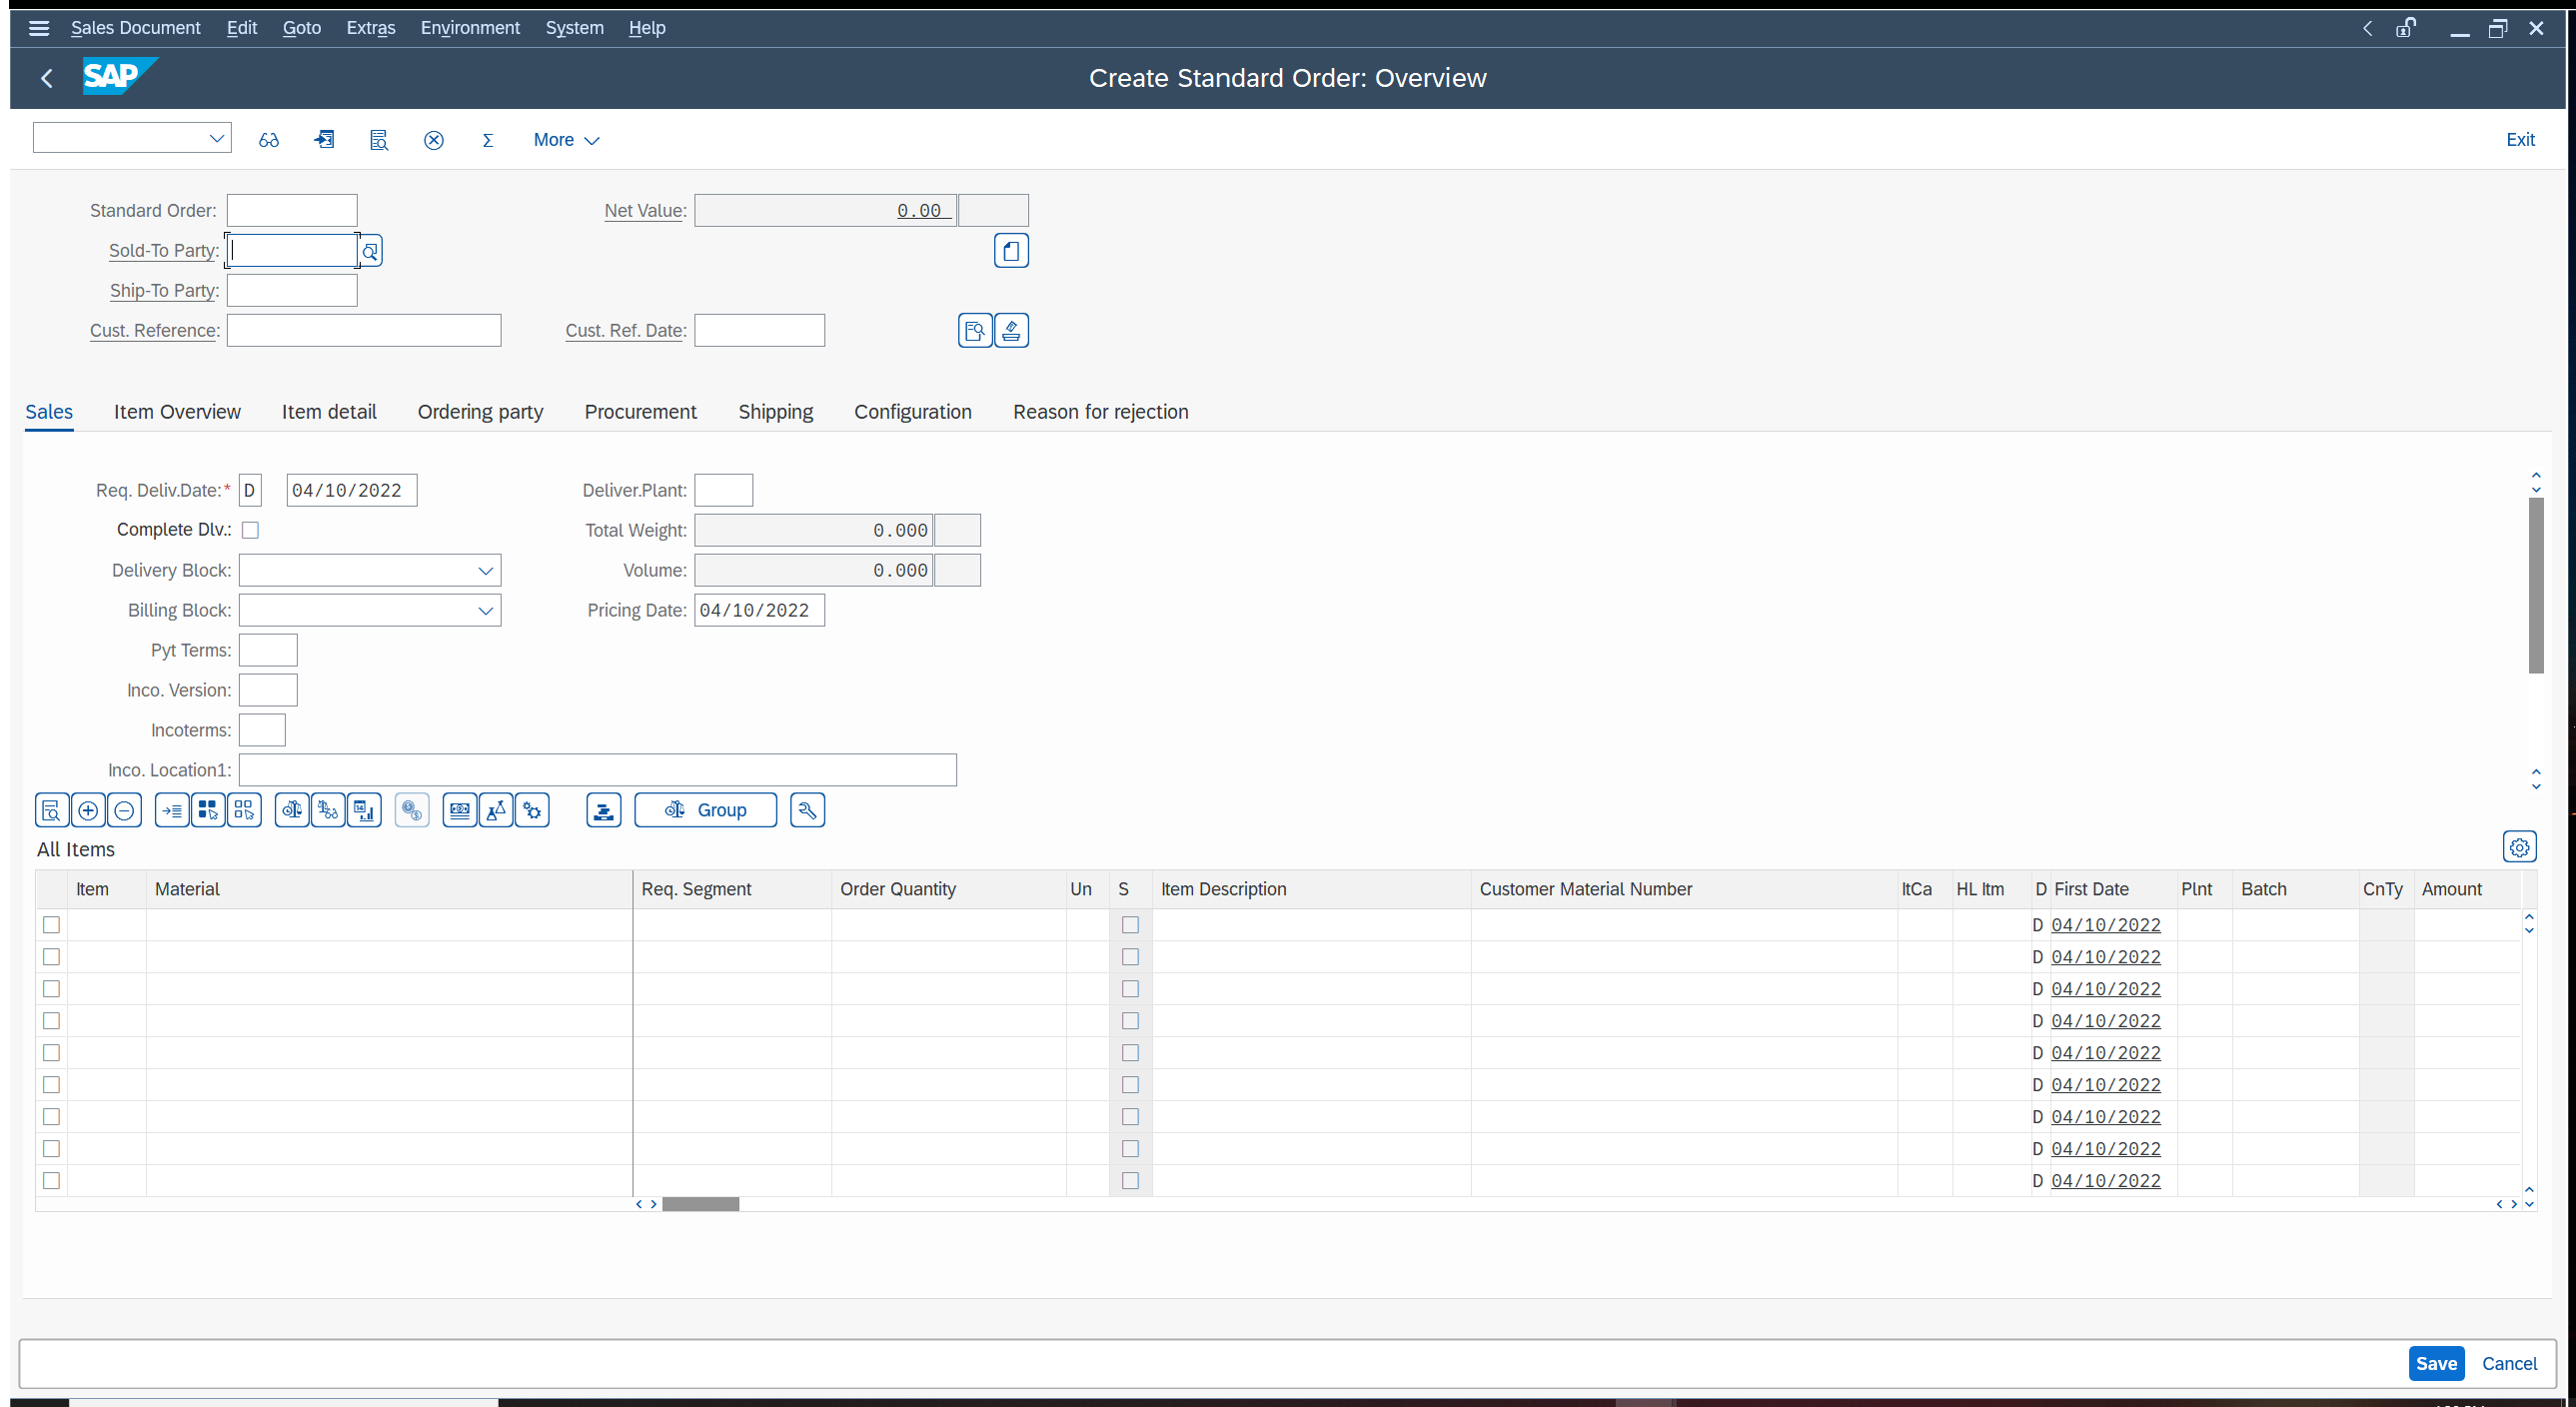 Sales Document Edit Goto Extras Environment System Help
SAP
Create Standard Order: Overview
More Exit
Standard Order: Net Value: 0.00
Sold-To Party:
Ship-To Party:
Cust. Reference: Cust. Ref. Date:
Sales Item Overview Item detail Ordering party Procurement Shipping Configuration Reason for rejection
Req. Deliv.Date:* D 04/10/2022 Deliver.Plant:
Complete Dlv.: Total Weight: 0.000
Delivery Block: Volume: 0.000
Billing Block: Pricing Date: 04/10/2022
Pyt Terms:
Inco. Version:
Incoterms:
Inco. Location1:
Group
All Items
Item Material Req. Segment Order Quantity Un S Item Description Customer Material Number ItCa HL Itm D First Date Plnt Batch CnTy Amount
D 04/10/2022
D 04/10/2022
D 04/10/2022
D 04/10/2022
D 04/10/2022
D 04/10/2022
D 04/10/2022
D 04/10/2022
D 04/10/2022
Save Cancel